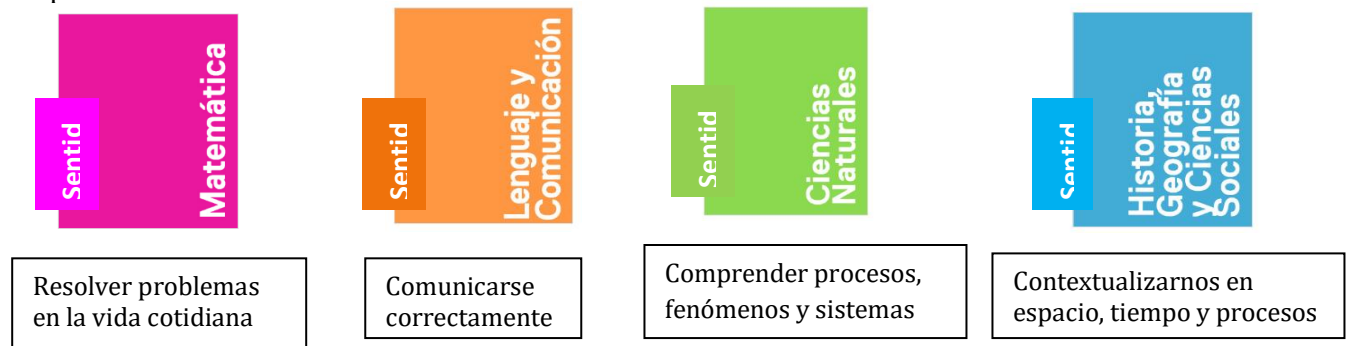 Sentid
Matemática
Sentid
Lenguaje y
Comunicación
Sentid
Ciencias
Naturales
Sentid
Historia,
Geografía
y Ciencias
Sociales
Resolver problemas
en la vida cotidiana
Comunicarse
correctamente
Comprender procesos,
fenómenos y sistemas
Contextualizarnos en
espacio, tiempo y procesos